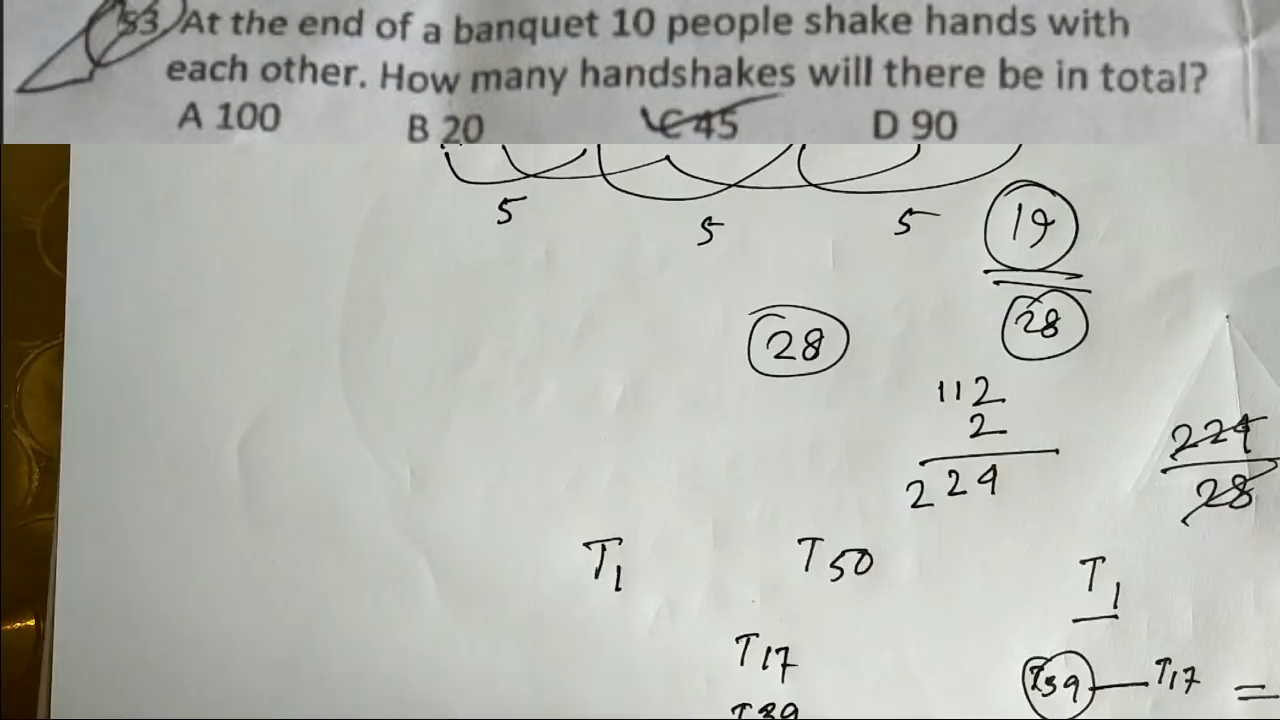 53 At the end of a banquet 10 people shake hands with
each other. How many handshakes will there be in total?
A 100 B 20 C 45 D 90
5 5 5 19
28 28
112
2
224 224
28
T1 T50 T1
T17
T39 T17 =
T39